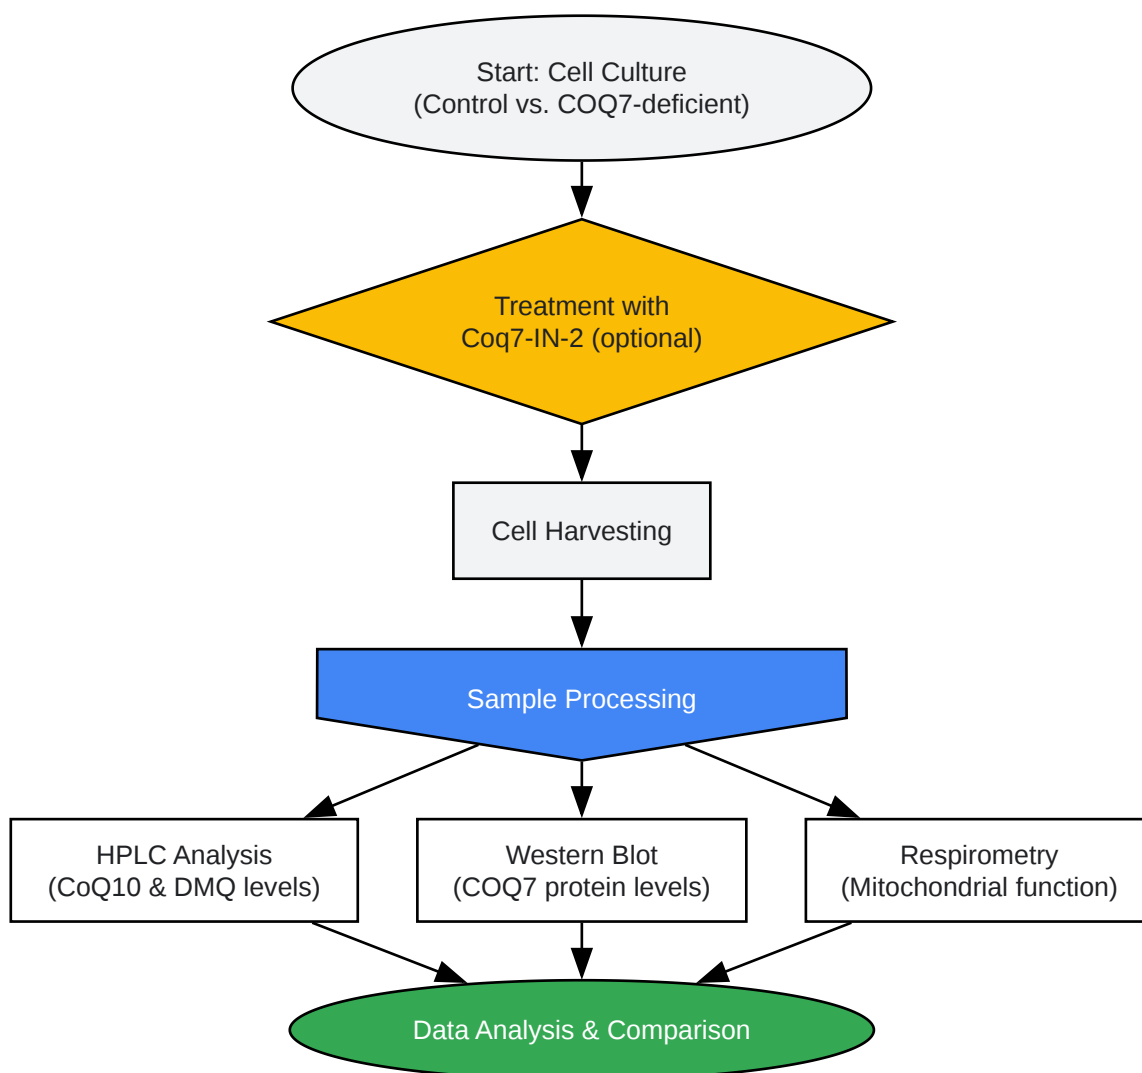 Start: Cell Culture
(Control vs. COQ7-deficient)
Treatment with
Coq7-IN-2 (optional)
Cell Harvesting
Sample Processing
HPLC Analysis
(CoQ10 & DMQ levels)
Western Blot
(COQ7 protein levels)
Respirometry
(Mitochondrial function)
Data Analysis & Comparison